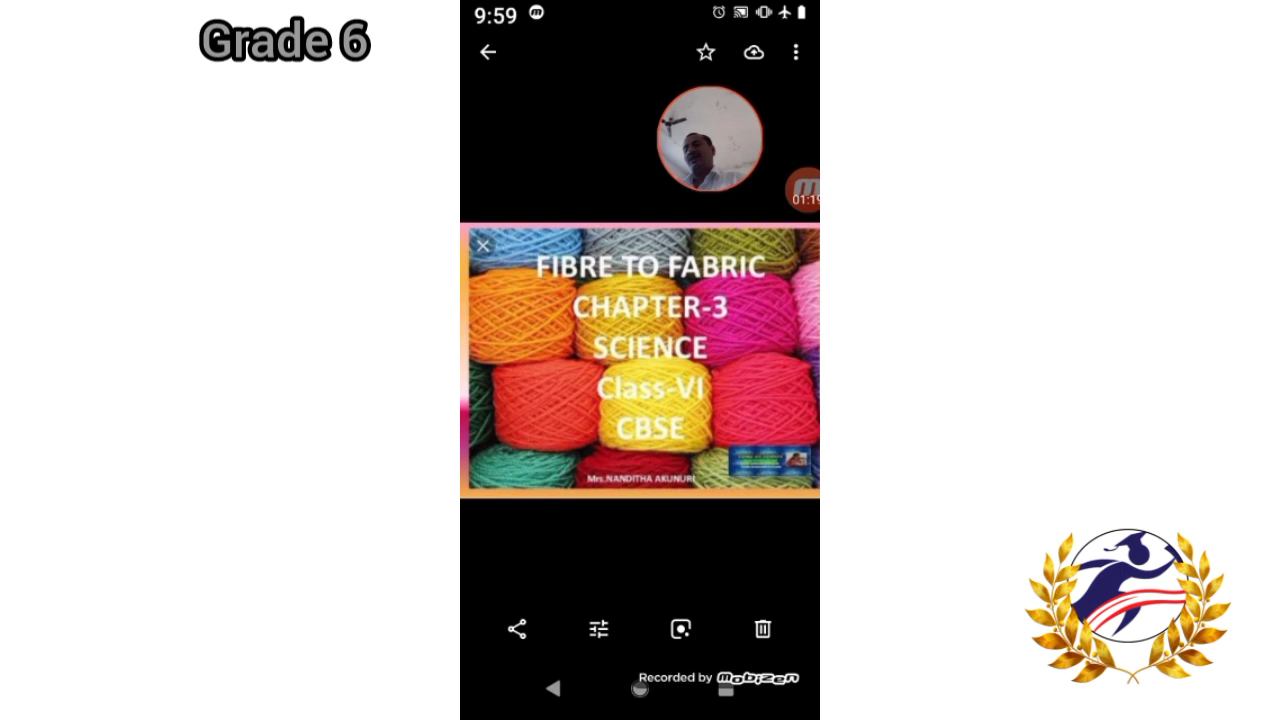 Grade 6
9:59
01:19
FIBRE TO FABRIC
CHAPTER-3
SCIENCE
Class-VI
CBSE
Mrs.NANDITHA AKUNURI
Recorded by mobizen